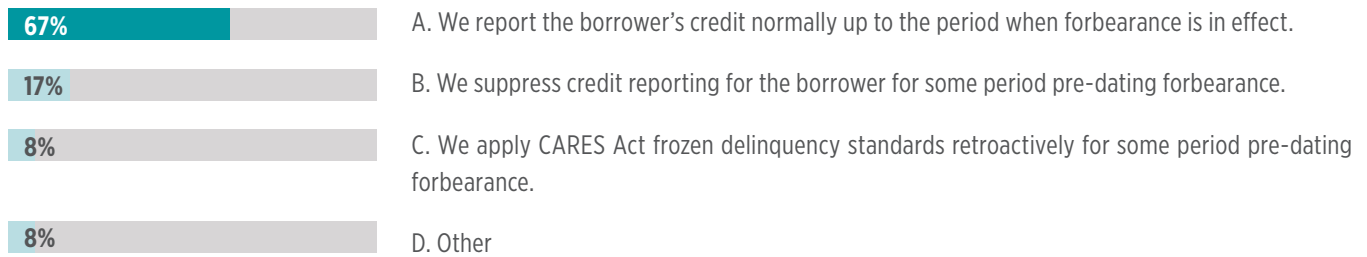 67% A. We report the borrower’s credit normally up to the period when forbearance is in effect.
17% B. We suppress credit reporting for the borrower for some period pre-dating forbearance.
8% C. We apply CARES Act frozen delinquency standards retroactively for some period pre-dating
forbearance.
8% D. Other